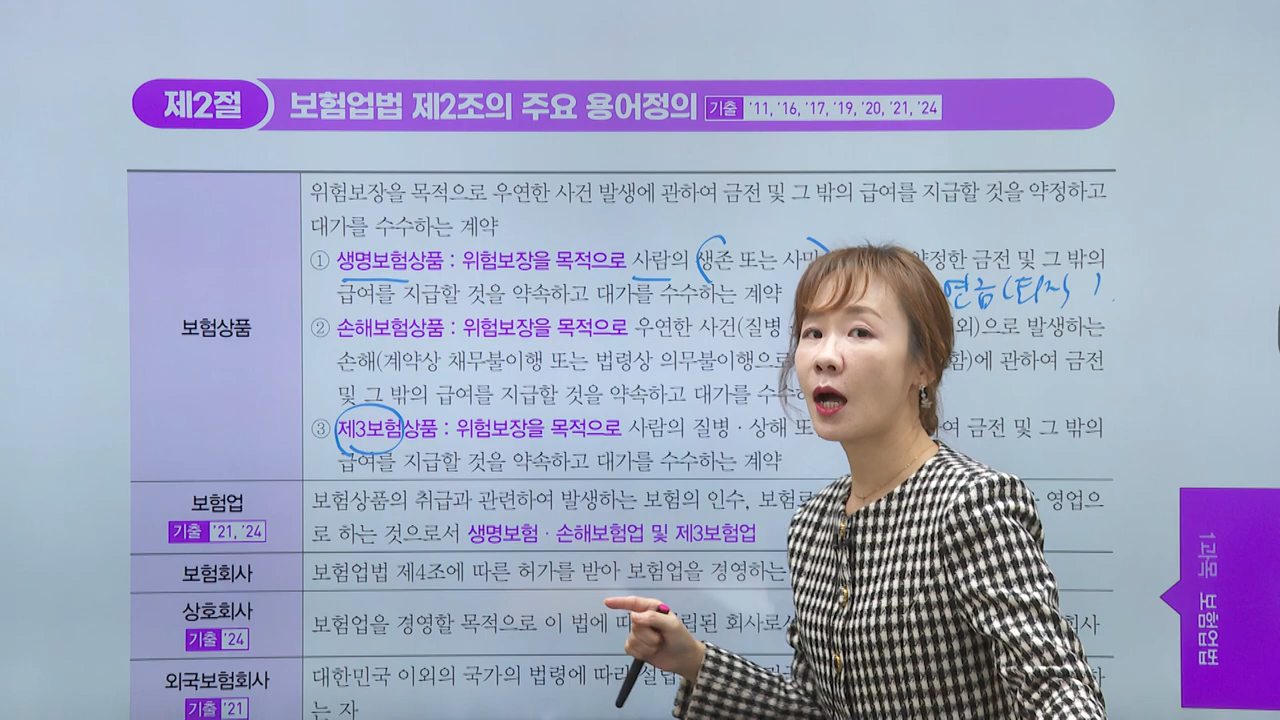 제2절 보험업법 제2조의 주요 용어정의 기출 '11, '16, '17, '19, '20, '21, '24
위험보장을 목적으로 우연한 사건 발생에 관하여 금전 및 그 밖의 급여를 지급할 것을 약정하고
대가를 수수하는 계약
① 생명보험상품 : 위험보장을 목적으로 사람의 생존 또는 사망 약정한 금전 및 그 밖의
급여를 지급할 것을 약속하고 대가를 수수하는 계약 연금(퇴직 )
보험상품
② 손해보험상품 : 위험보장을 목적으로 우연한 사건(질병 외)으로 발생하는
손해(계약상 채무불이행 또는 법령상 의무불이행으로 함)에 관하여 금전
및 그 밖의 급여를 지급할 것을 약속하고 대가를 수수하
③ 제3보험상품 : 위험보장을 목적으로 사람의 질병 · 상해 또 여 금전 및 그 밖의
급여를 지급할 것을 약속하고 대가를 수수하는 계약
보험업
기출 '21, '24
보험상품의 취급과 관련하여 발생하는 보험의 인수, 보험료 영업으
로 하는 것으로서 생명보험 · 손해보험업 및 제3보험업
보험회사
보험업법 제4조에 따른 허가를 받아 보험업을 경영하는
상호회사
기출 '24
보험업을 경영할 목적으로 이 법에 따 립된 회사로서 회사
외국보험회사
기출 '21
대한민국 이외의 국가의 법령에 따라 설립 하
는 자
1과목 보험업법